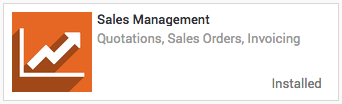 Sales Management
Quotations, Sales Orders, Invoicing
Installed